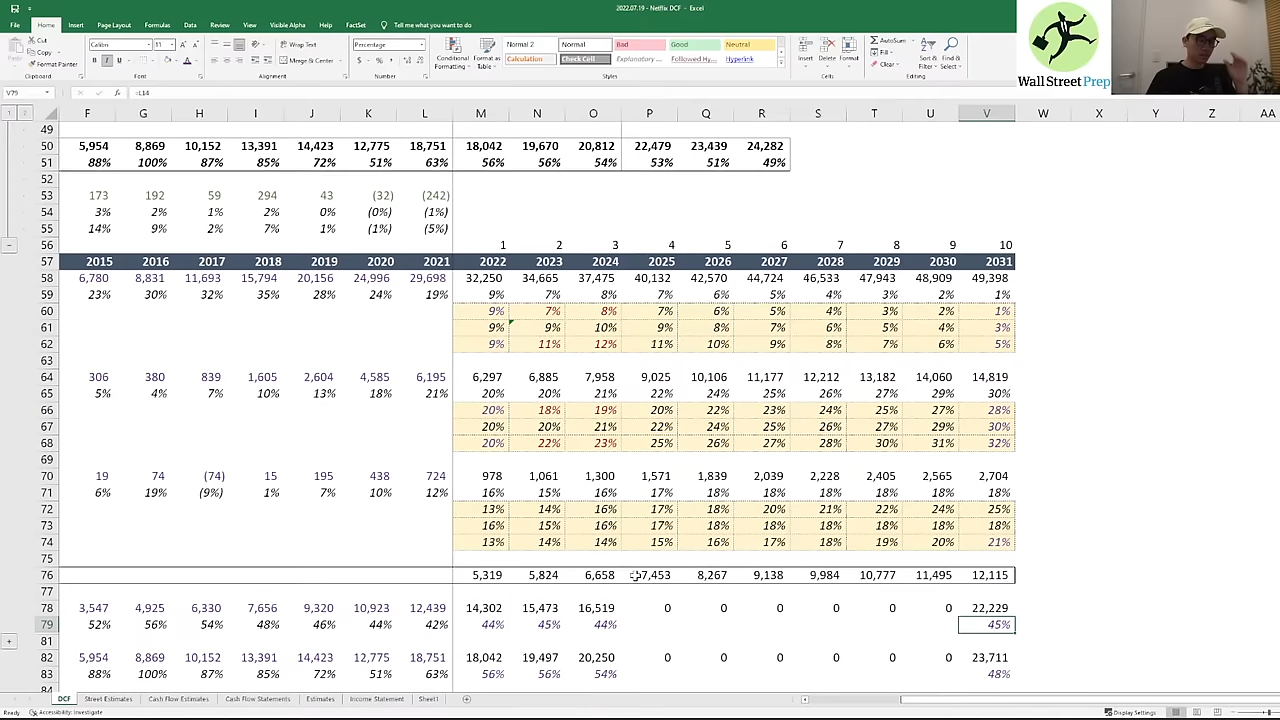 2022.07.19 - Netflix DCF - Excel
File Home Insert Page Layout Formulas Data Review View Visible Alpha Help FactSet Tell me what you want to do
Cut
Copy
Format Painter
Clipboard
Calibri 11
Font
Wrap Text
Merge & Center
Alignment
Percentage
Number
Conditional Formatting
Format as Table
Normal 2 Normal Bad Good Neutral
Calculation Check Cell Explanatory... Followed Hy... Hyperlink
Styles
Insert Delete Format
Cells
AutoSum
Fill
Clear
Sort & Filter
Find & Select
Editing
Wall Street Prep
V79 fx =L14
F G H I J K L M N O P Q R S T U V W X Y Z AA
49
50 5,954 8,869 10,152 13,391 14,423 12,775 18,751 18,042 19,670 20,812 22,479 23,439 24,282
51 88% 100% 87% 85% 72% 51% 63% 56% 56% 54% 53% 51% 49%
52
53 173 192 59 294 43 (32) (242)
54 3% 2% 1% 2% 0% (0%) (1%)
55 14% 9% 2% 7% 1% (1%) (5%)
56 1 2 3 4 5 6 7 8 9 10
57 2015 2016 2017 2018 2019 2020 2021 2022 2023 2024 2025 2026 2027 2028 2029 2030 2031
58 6,780 8,831 11,693 15,794 20,156 24,996 29,698 32,250 34,665 37,475 40,132 42,570 44,724 46,533 47,943 48,909 49,398
59 23% 30% 32% 35% 28% 24% 19% 9% 7% 8% 7% 6% 5% 4% 3% 2% 1%
60 9% 7% 8% 7% 6% 5% 4% 3% 2% 1%
61 9% 9% 10% 9% 8% 7% 6% 5% 4% 3%
62 9% 11% 12% 11% 10% 9% 8% 7% 6% 5%
63
64 306 380 839 1,605 2,604 4,585 6,195 6,297 6,885 7,958 9,025 10,106 11,177 12,212 13,182 14,060 14,819
65 5% 4% 7% 10% 13% 18% 21% 20% 20% 21% 22% 24% 25% 26% 27% 29% 30%
66 20% 18% 19% 20% 22% 23% 24% 25% 27% 28%
67 20% 20% 21% 22% 24% 25% 26% 27% 29% 30%
68 20% 22% 23% 25% 26% 27% 28% 30% 31% 32%
69
70 19 74 (74) 15 195 438 724 978 1,061 1,300 1,571 1,839 2,039 2,228 2,405 2,565 2,704
71 6% 19% (9%) 1% 7% 10% 12% 16% 15% 16% 17% 18% 18% 18% 18% 18% 18%
72 13% 14% 16% 17% 18% 20% 21% 22% 24% 25%
73 16% 15% 16% 17% 18% 18% 18% 18% 18% 18%
74 13% 14% 14% 15% 16% 17% 18% 19% 20% 21%
75
76 5,319 5,824 6,658 7,453 8,267 9,138 9,984 10,777 11,495 12,115
77
78 3,547 4,925 6,330 7,656 9,320 10,923 12,439 14,302 15,473 16,519 0 0 0 0 0 0 22,229
79 52% 56% 54% 48% 46% 44% 42% 44% 45% 44% 45%
81
82 5,954 8,869 10,152 13,391 14,423 12,775 18,751 18,042 19,497 20,250 0 0 0 0 0 0 23,711
83 88% 100% 87% 85% 72% 51% 63% 56% 56% 54% 48%
84
DCF Street Estimates Cash Flow Estimates Cash Flow Statements Estimates Income Statement Sheet1
Ready Accessibility: Investigate Display Settings